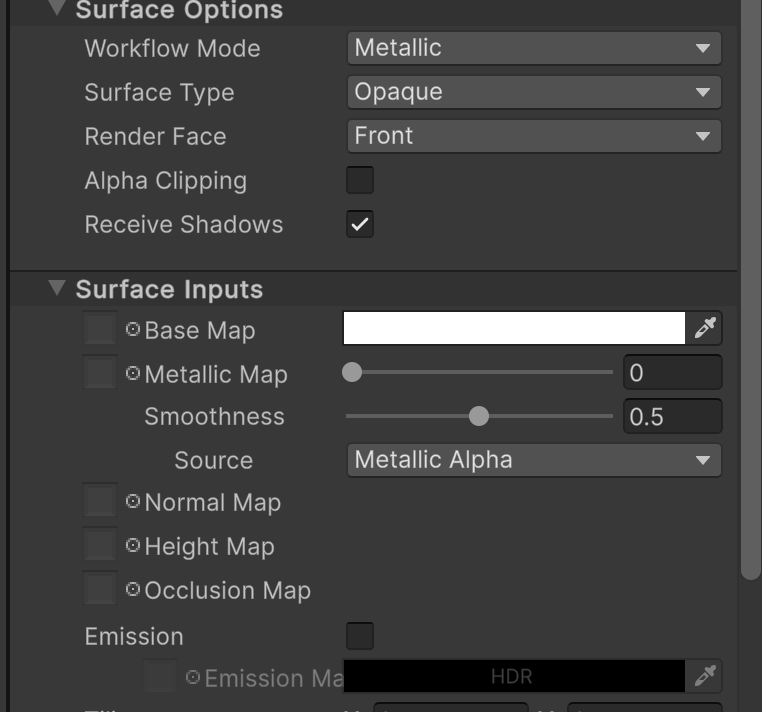 Surface Options
Workflow Mode Metallic
Surface Type Opaque
Render Face Front
Alpha Clipping
Receive Shadows
Surface Inputs
Base Map
Metallic Map 0
Smoothness 0.5
Source Metallic Alpha
Normal Map
Height Map
Occlusion Map
Emission
Emission Ma HDR